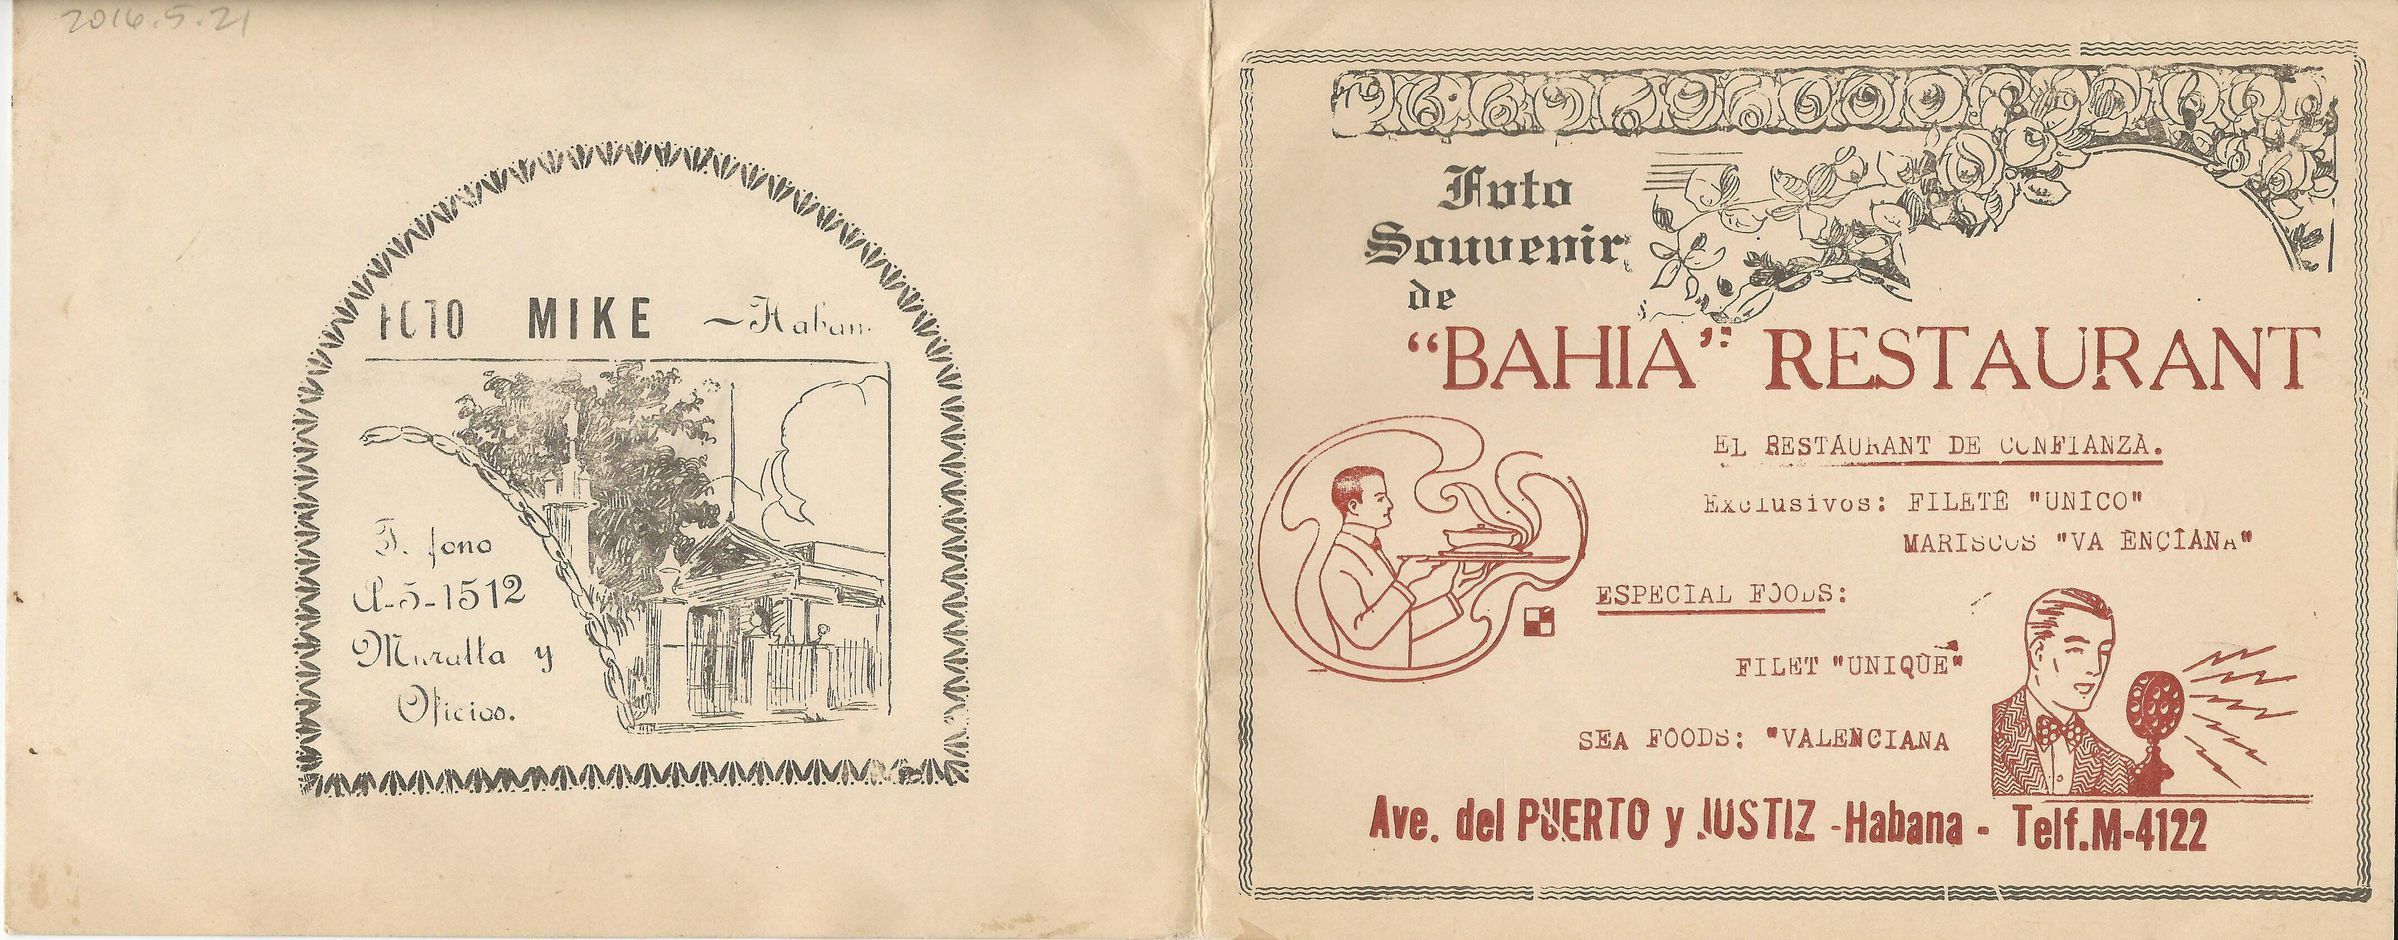 2016.5.21
FOTO MIKE - Habana
T. fono
A-5-1512
Muralla y
Oficios.
Foto
Souvenir
de
"BAHIA" RESTAURANT
EL RESTAURANT DE CONFIANZA.
Exclusivos: FILETE "UNICO"
MARISCOS "VA ENCIANA"
ESPECIAL FOODS:
FILET "UNIQUE"
SEA FOODS: "VALENCIANA
Ave. del PUERTO y JUSTIZ - Habana - Telf. M-4122